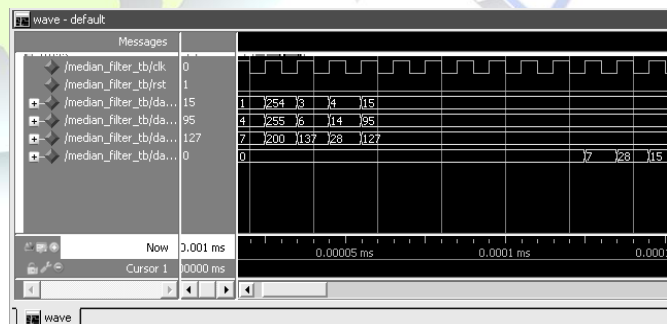 wave - default
Messages
/median_filter_tb/clk 0
/median_filter_tb/rst 1
/median_filter_tb/da... 15 1 254 3 4 15
/median_filter_tb/da... 95 4 255 6 14 95
/median_filter_tb/da... 127 7 200 137 28 127
/median_filter_tb/da... 0 0 7 28 15
Now 0.001 ms 0.00005 ms 0.0001 ms
Cursor 1
wave